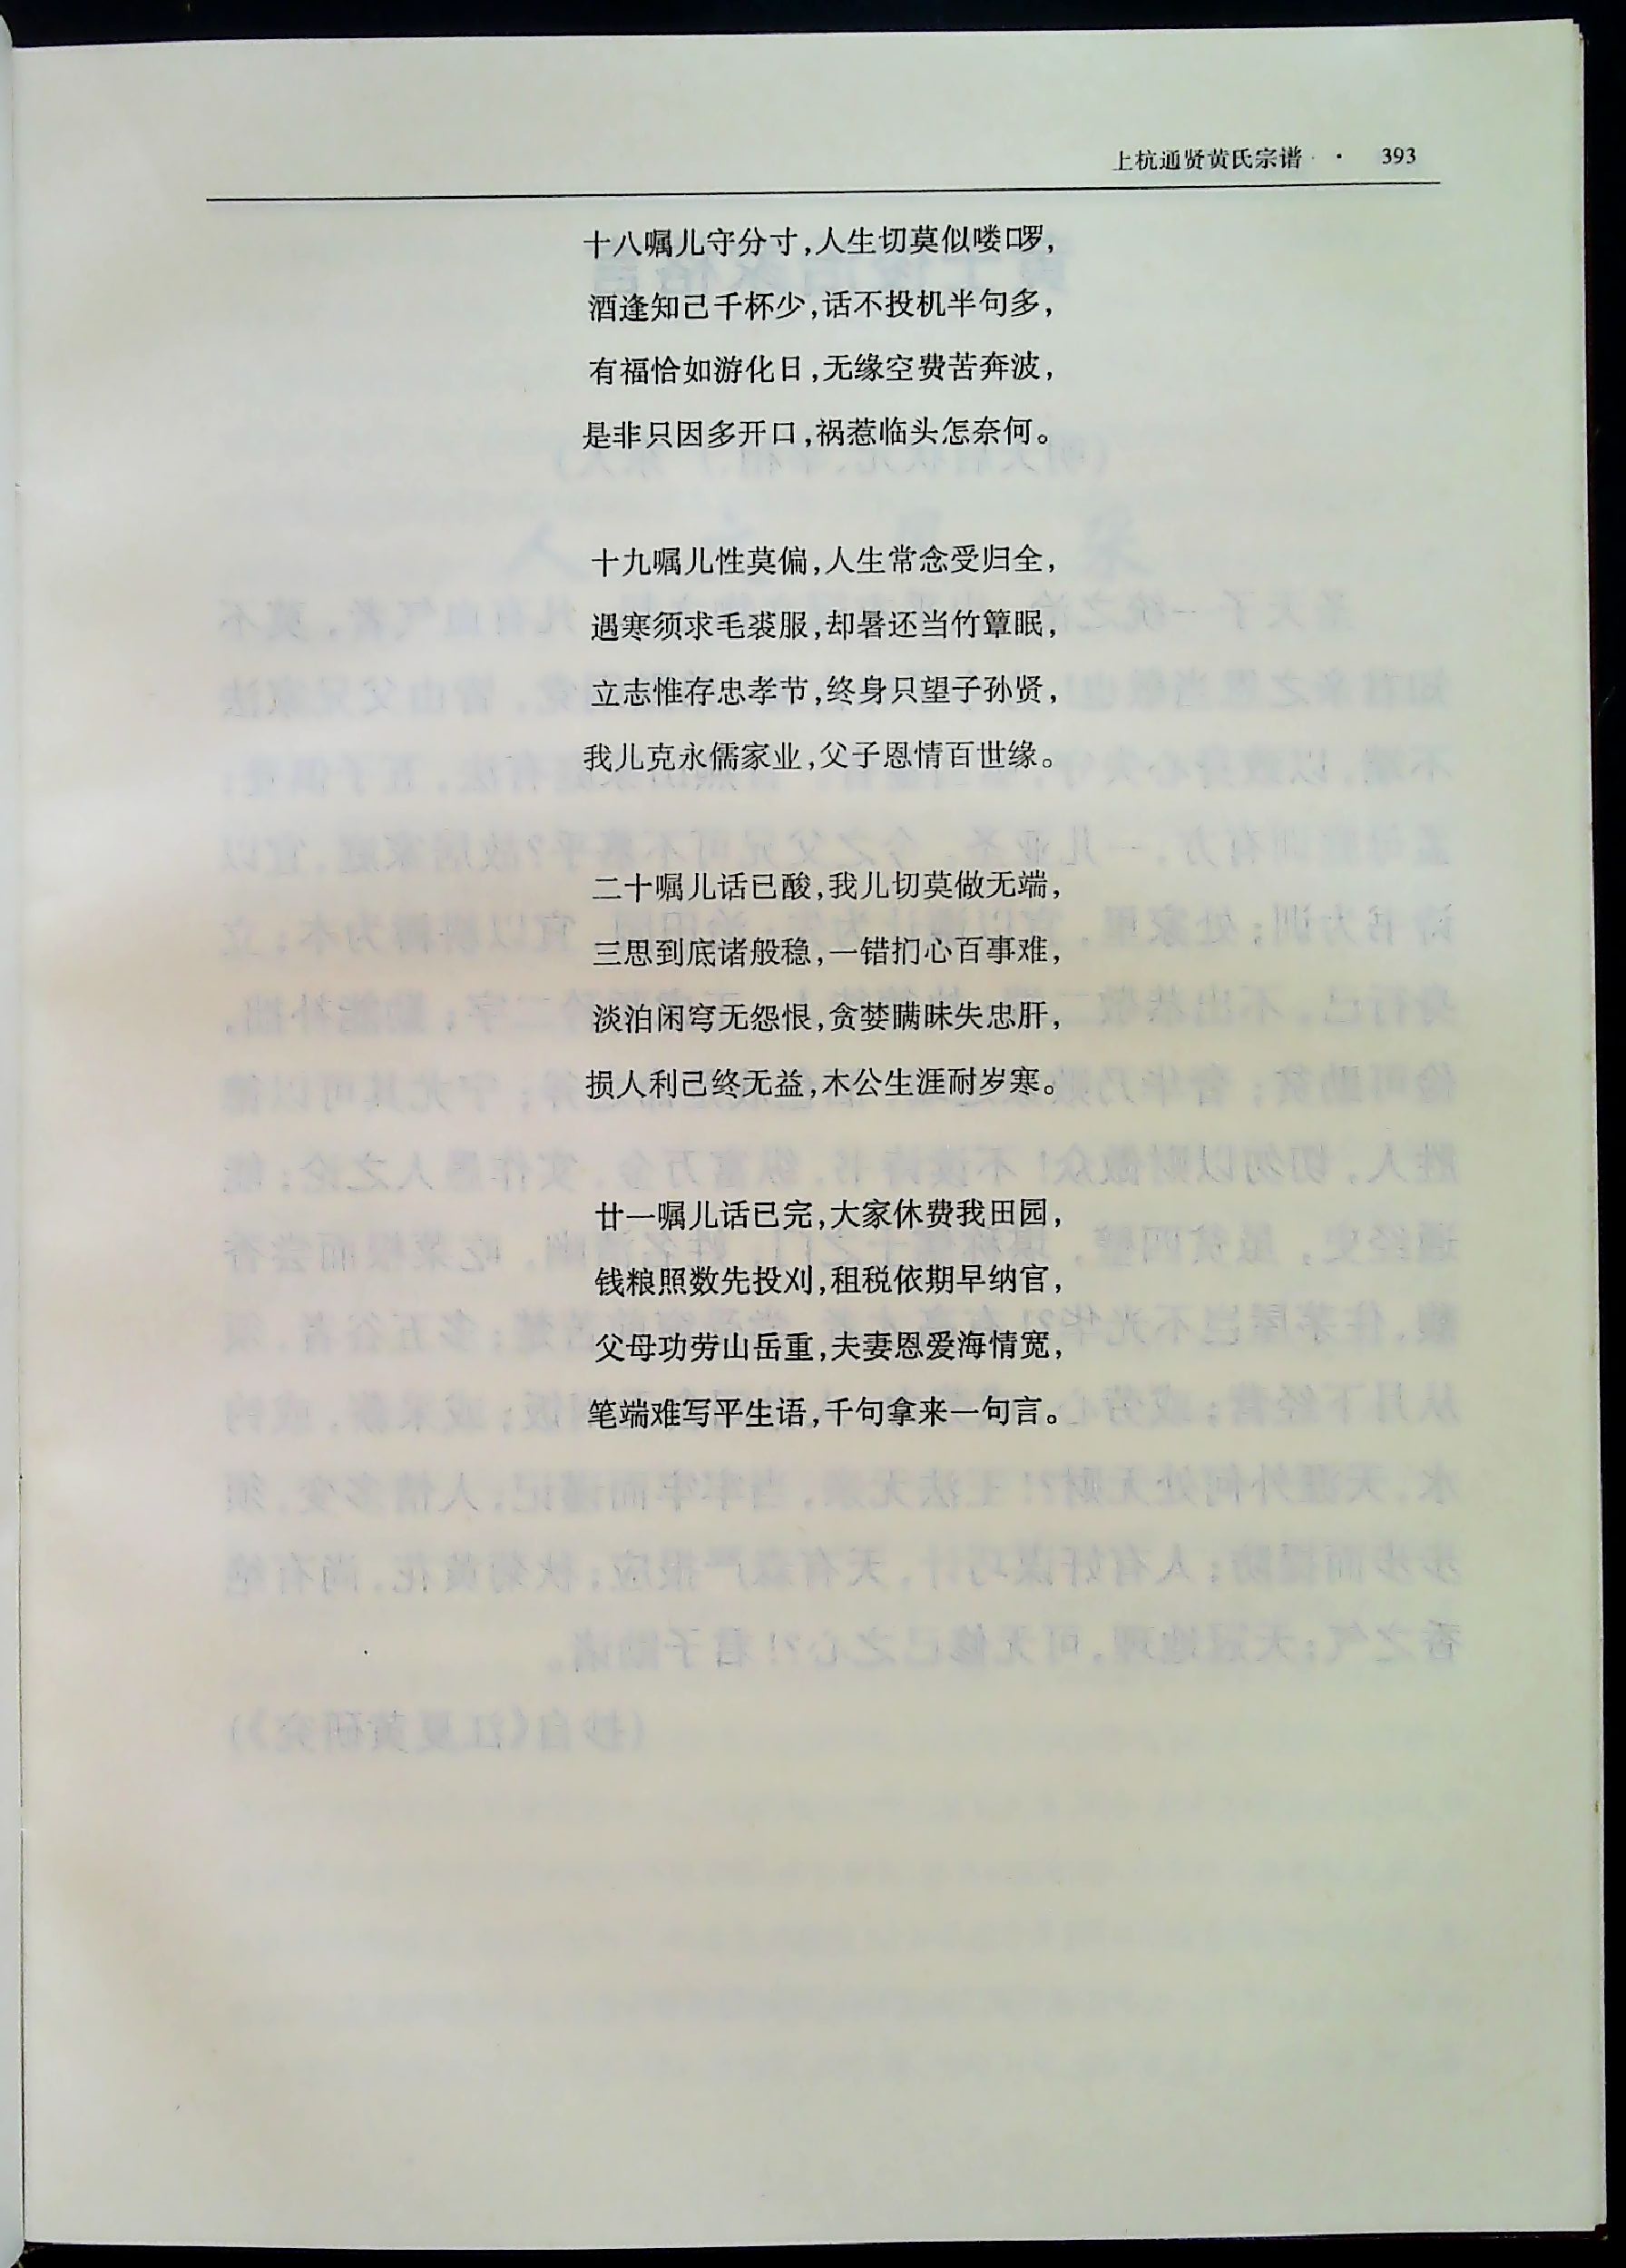 上杭通贤黄氏宗谱 · 393
十八嘱儿守分寸,人生切莫似喽啰,
酒逢知己千杯少,话不投机半句多,
有福恰如游化日,无缘空费苦奔波,
是非只因多开口,祸惹临头怎奈何。
十九嘱儿性莫偏,人生常念受归全,
遇寒须求毛裘服,却暑还当竹簟眠,
立志惟存忠孝节,终身只望子孙贤,
我儿克永儒家业,父子恩情百世缘。
二十嘱儿话已酸,我儿切莫做无端,
三思到底诸般稳,一错扪心百事难,
淡泊闲穹无怨恨,贪婪瞒昧失忠肝,
损人利己终无益,木公生涯耐岁寒。
廿一嘱儿话已完,大家休费我田园,
钱粮照数先投刈,租税依期早纳官,
父母功劳山岳重,夫妻恩爱海情宽,
笔端难写平生语,千句拿来一句言。